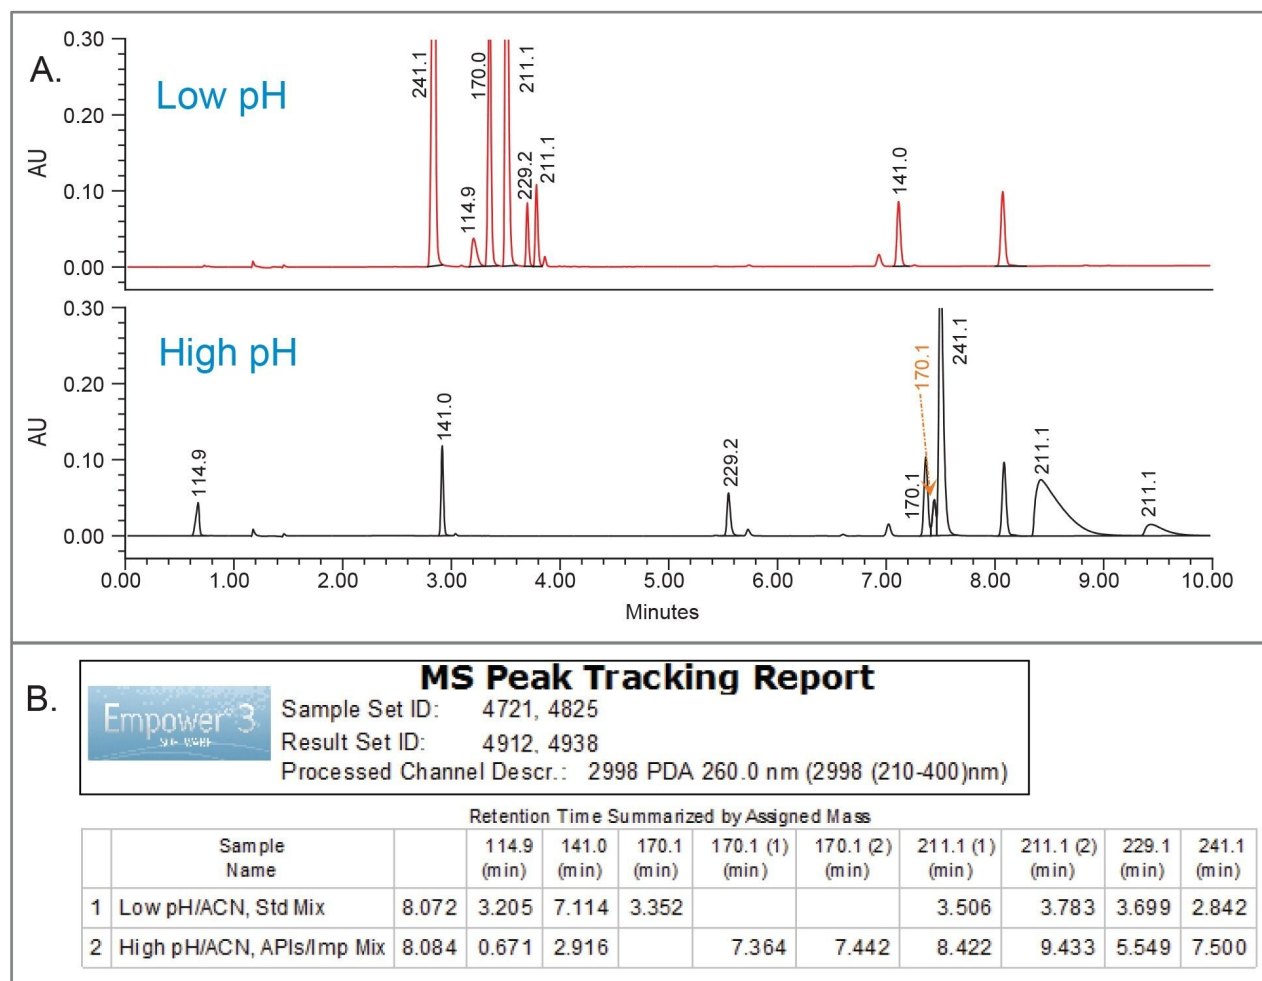 A.
Low pH
AU
0.30
0.20
0.10
0.00
241.1
114.9
170.0
211.1
229.2
211.1
141.0
High pH
AU
0.30
0.20
0.10
0.00
114.9
141.0
229.2
170.1
170.1
241.1
211.1
211.1
0.00 1.00 2.00 3.00 4.00 5.00 6.00 7.00 8.00 9.00 10.00
Minutes
B.
MS Peak Tracking Report
Empower 3
SOFTWARE
Sample Set ID: 4721, 4825
Result Set ID: 4912, 4938
Processed Channel Descr.: 2998 PDA 260.0 nm (2998 (210-400)nm)
Retention Time Summarized by Assigned Mass
Sample Name 114.9 (min) 141.0 (min) 170.1 (min) 170.1 (1) (min) 170.1 (2) (min) 211.1 (1) (min) 211.1 (2) (min) 229.1 (min) 241.1 (min)
1 Low pH/ACN, Std Mix 8.072 3.205 7.114 3.352 3.506 3.783 3.699 2.842
2 High pH/ACN, APIs/Imp Mix 8.084 0.671 2.916 7.364 7.442 8.422 9.433 5.549 7.500